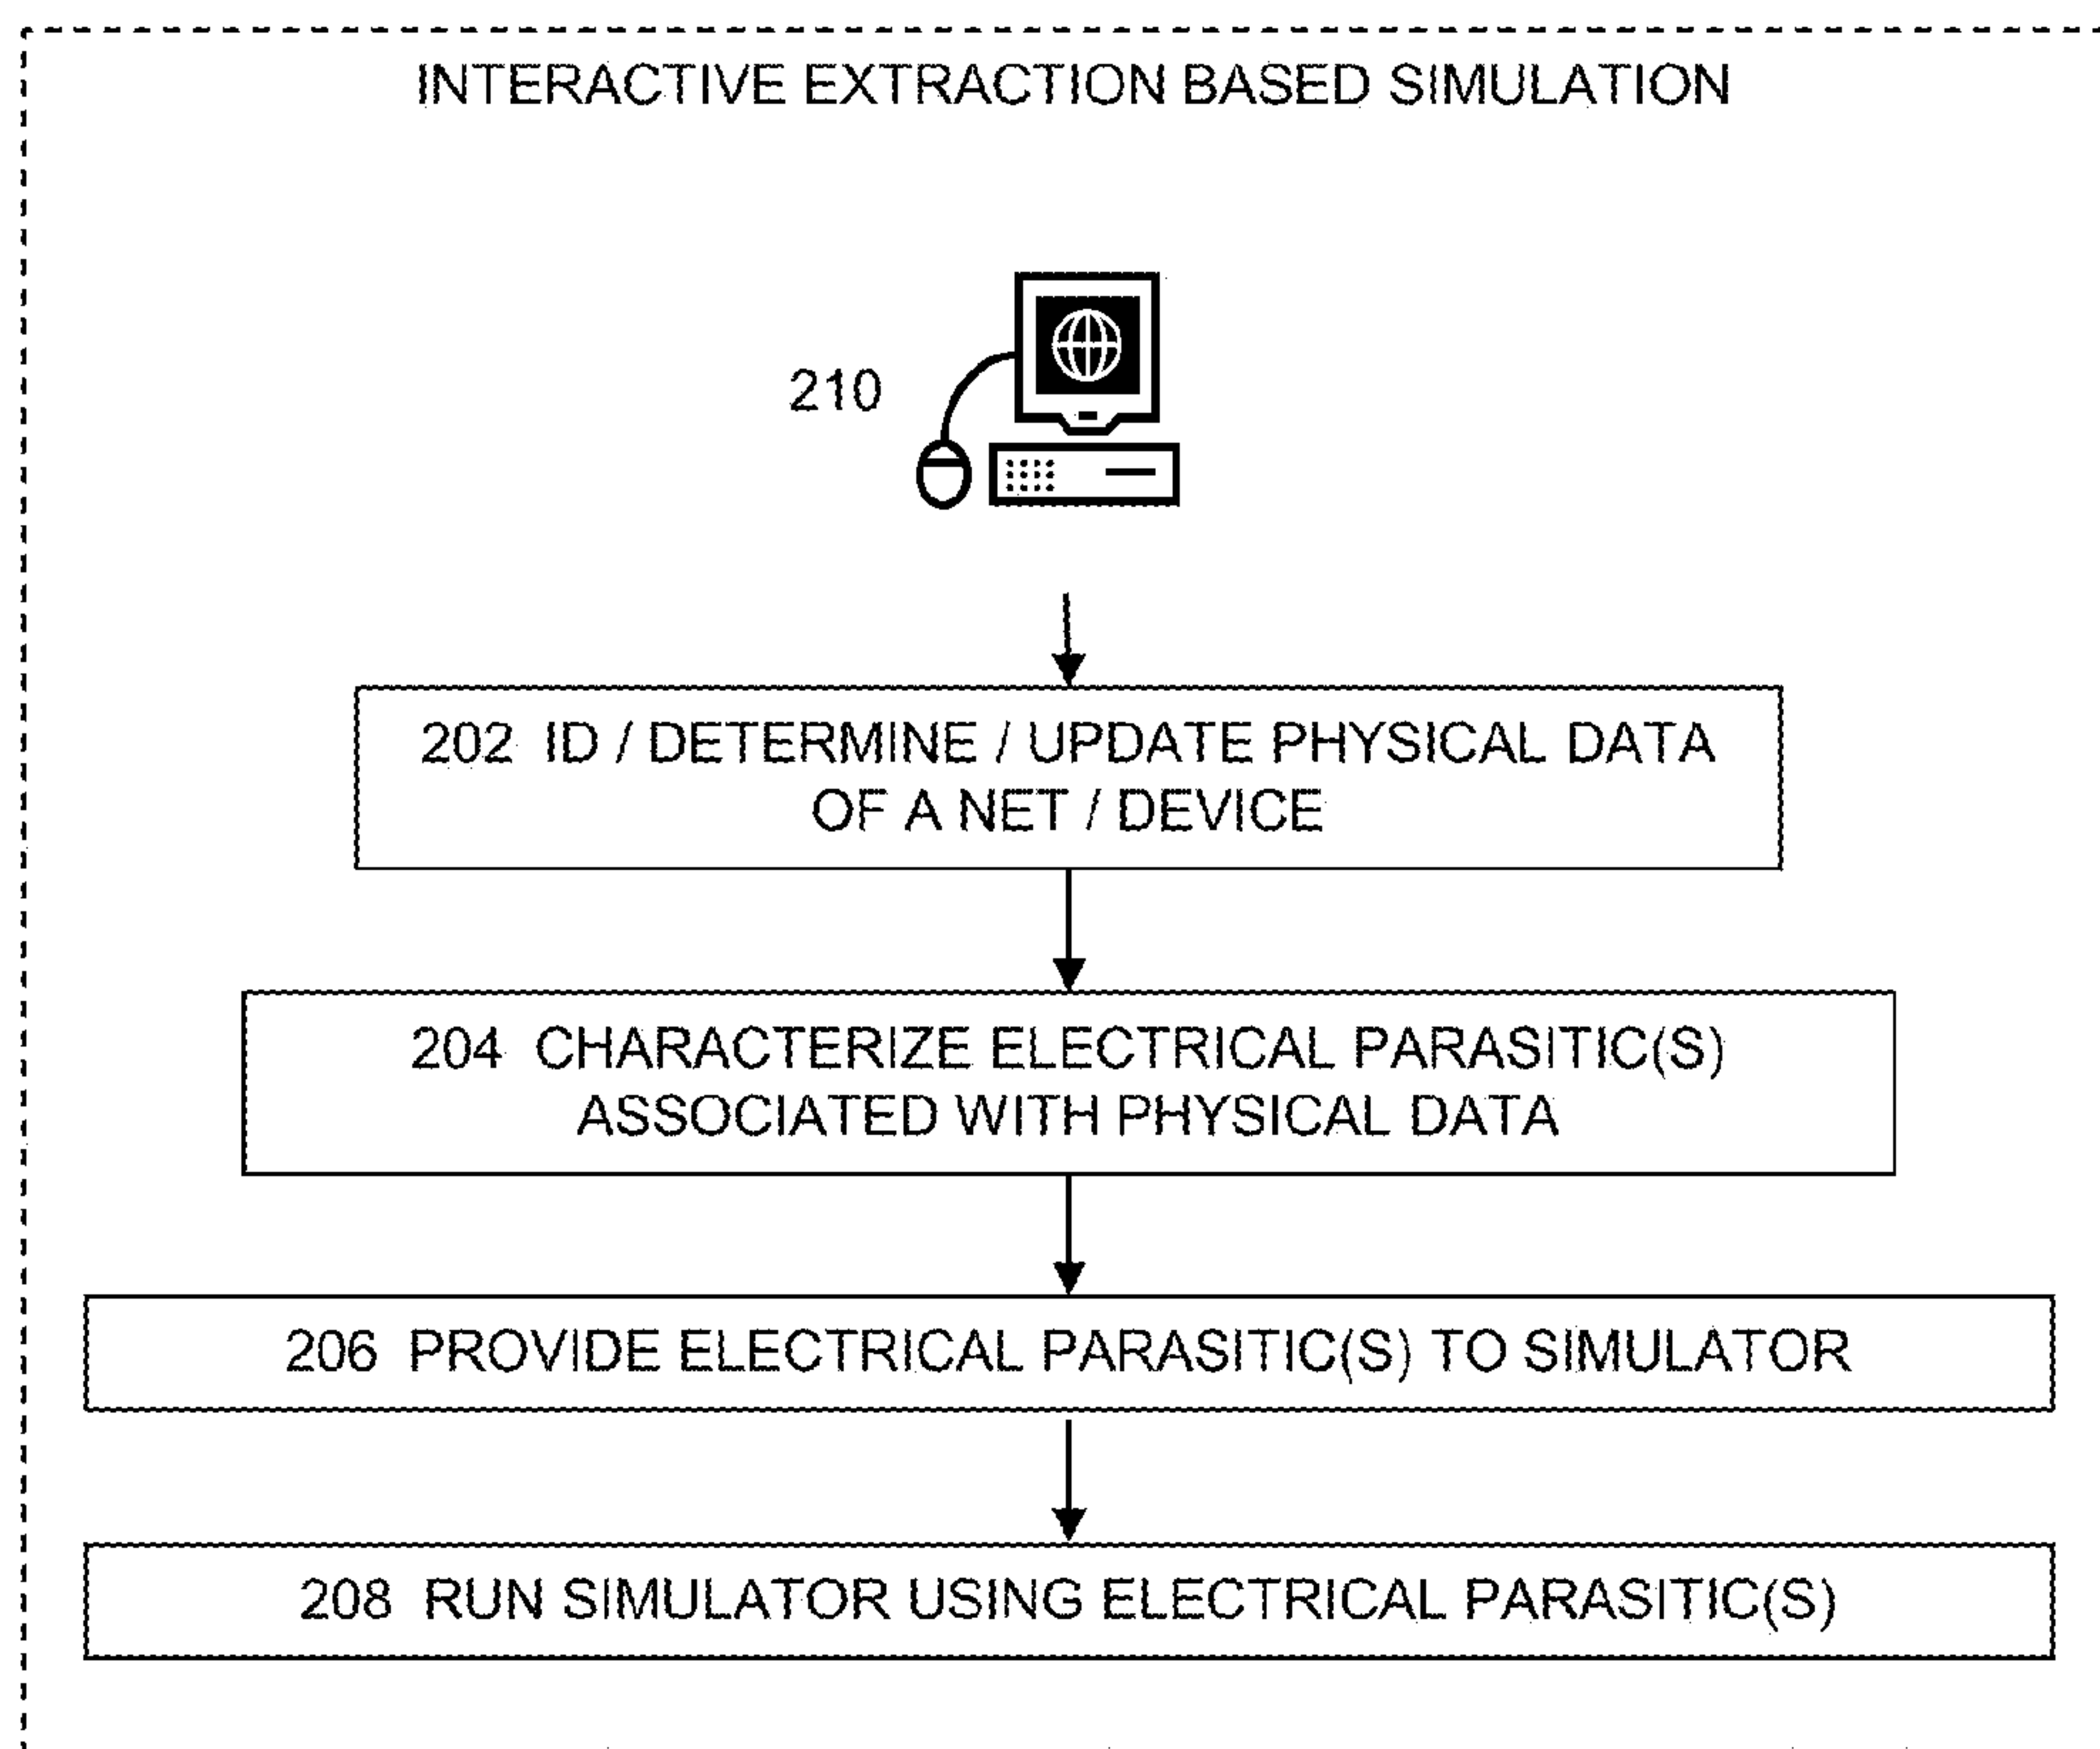 INTERACTIVE EXTRACTION BASED SIMULATION
210
202 ID / DETERMINE / UPDATE PHYSICAL DATA
OF A NET / DEVICE
204 CHARACTERIZE ELECTRICAL PARASITIC(S)
ASSOCIATED WITH PHYSICAL DATA
206 PROVIDE ELECTRICAL PARASITIC(S) TO SIMULATOR
208 RUN SIMULATOR USING ELECTRICAL PARASITIC(S)